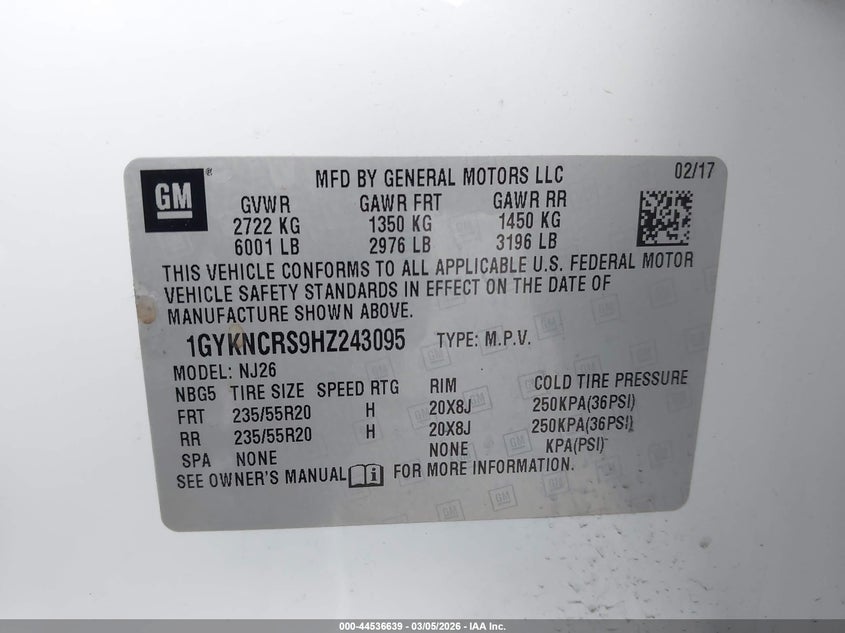 GM
MFD BY GENERAL MOTORS LLC 02/17
GVWR GAWR FRT GAWR RR
2722 KG 1350 KG 1450 KG
6001 LB 2976 LB 3196 LB
THIS VEHICLE CONFORMS TO ALL APPLICABLE U.S. FEDERAL MOTOR
VEHICLE SAFETY STANDARDS IN EFFECT ON THE DATE OF
MANUFACTURE SHOWN ABOVE.
1GYKNCRS9HZ243095 TYPE: M.P.V.
MODEL: NJ26
NBG5 TIRE SIZE SPEED RTG RIM COLD TIRE PRESSURE
FRT 235/55R20 H 20X8J 250KPA(36PSI)
RR 235/55R20 H 20X8J 250KPA(36PSI)
SPA NONE NONE KPA(PSI)
SEE OWNER'S MANUAL FOR MORE INFORMATION.
000-44536639 | 03/05/2026 - IAA Inc.